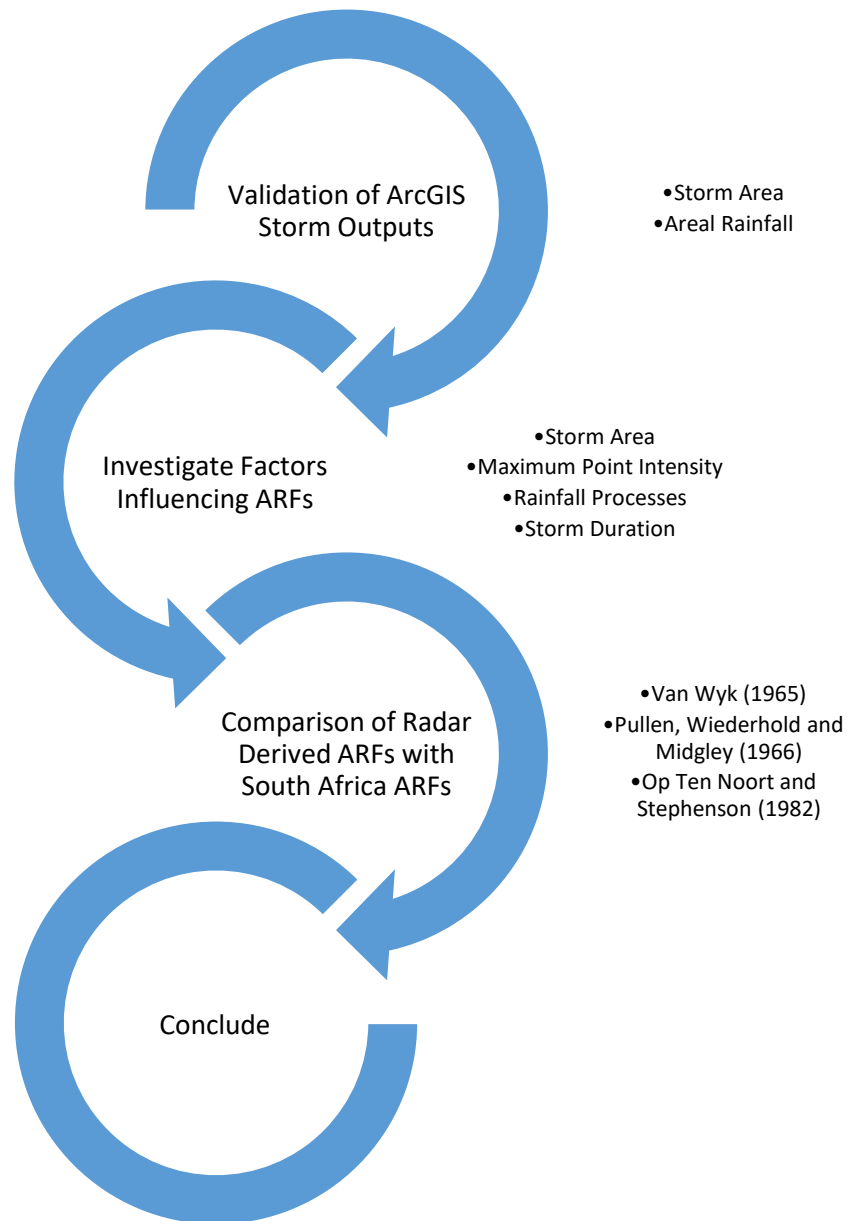 Validation of ArcGIS
Storm Outputs
•Storm Area
•Areal Rainfall
Investigate Factors
Influencing ARFs
•Storm Area
•Maximum Point Intensity
•Rainfall Processes
•Storm Duration
Comparison of Radar
Derived ARFs with
South Africa ARFs
•Van Wyk (1965)
•Pullen, Wiederhold and
Midgley (1966)
•Op Ten Noort and
Stephenson (1982)
Conclude